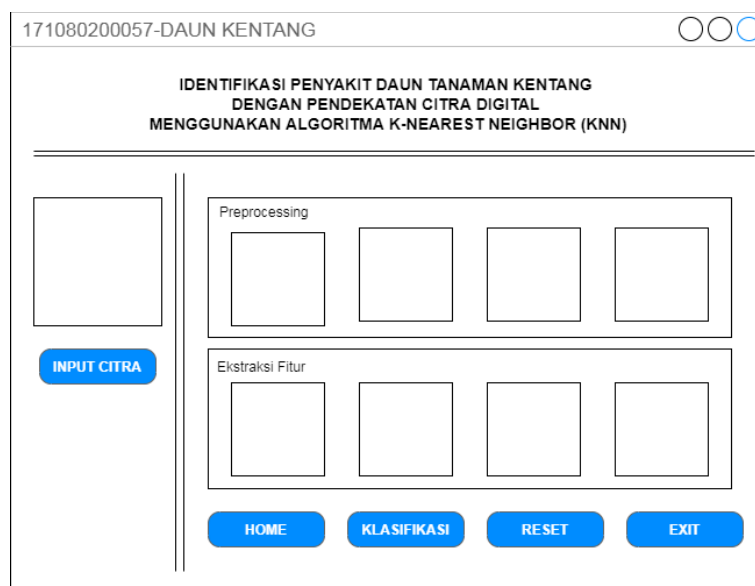 171080200057-DAUN KENTANG
IDENTIFIKASI PENYAKIT DAUN TANAMAN KENTANG
DENGAN PENDEKATAN CITRA DIGITAL
MENGGUNAKAN ALGORITMA K-NEAREST NEIGHBOR (KNN)
Preprocessing
INPUT CITRA
Ekstraksi Fitur
HOME
KLASIFIKASI
RESET
EXIT